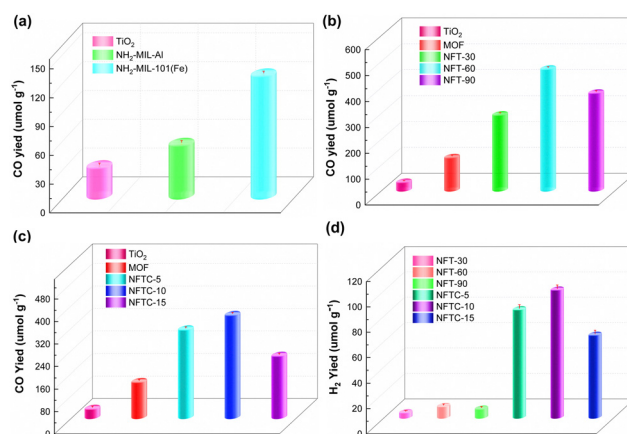 (a)
TiO2
NH2-MIL-Al
NH2-MIL-101(Fe)
CO yied (umol g-1)
150
120
90
60
30
0
(b)
TiO2
MOF
NFT-30
NFT-60
NFT-90
CO yied (umol g-1)
600
500
400
300
200
100
0
(c)
TiO2
MOF
NFTC-5
NFTC-10
NFTC-15
CO Yied (umol g-1)
480
400
320
240
160
80
0
(d)
NFT-30
NFT-60
NFT-90
NFTC-5
NFTC-10
NFTC-15
H2 Yied (umol g-1)
120
100
80
60
40
20
0